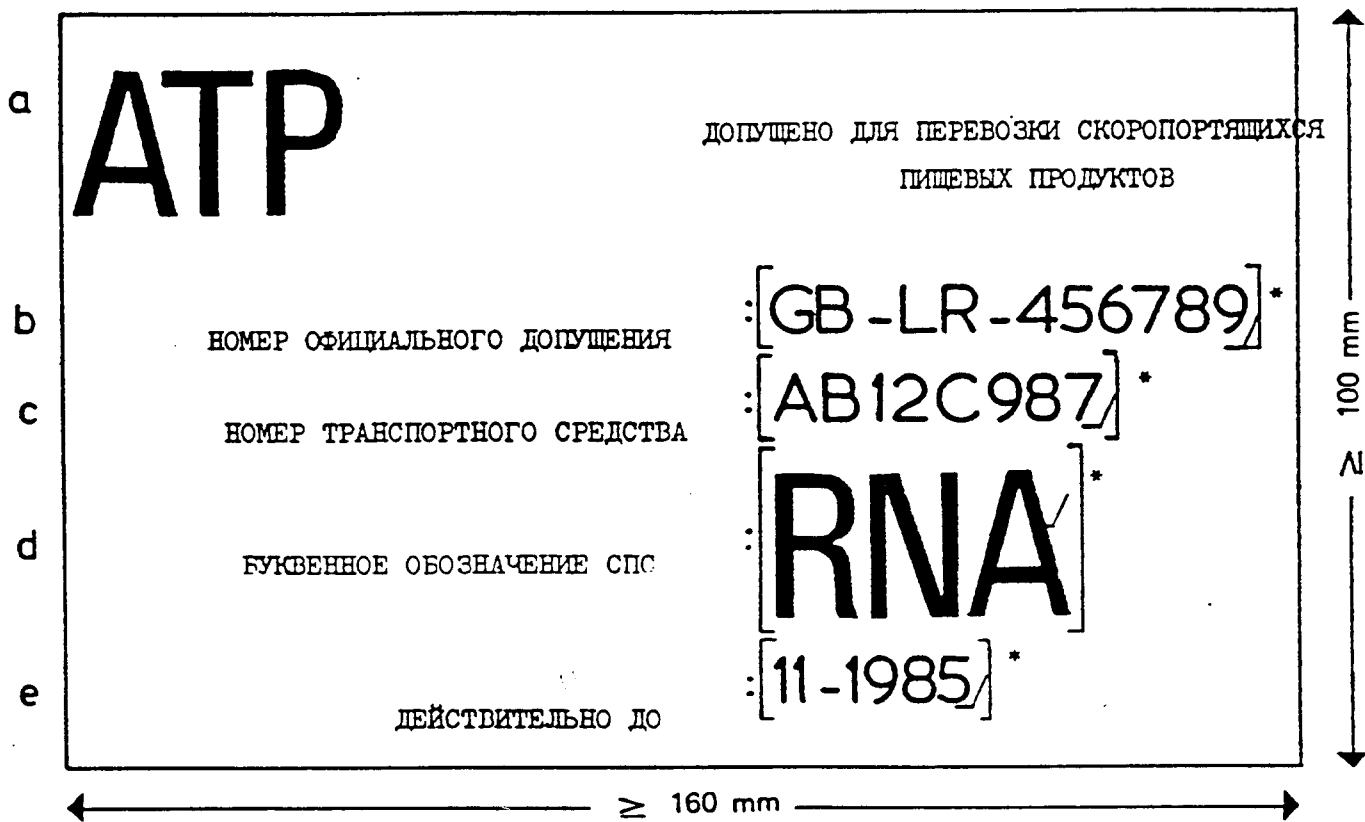 a ATP
ДОПУЩЕНО ДЛЯ ПЕРЕВОЗКИ СКОРОПОРТЯЩИХСЯ
ПИЩЕВЫХ ПРОДУКТОВ
b НОМЕР ОФИЦИАЛЬНОГО ДОПУЩЕНИЯ :[GB-LR-456789]*
c НОМЕР ТРАНСПОРТНОГО СРЕДСТВА :[AB12C987]*
d БУКВЕННОЕ ОБОЗНАЧЕНИЕ СПС :[RNA]*
e ДЕЙСТВИТЕЛЬНО ДО :[11-1985]*
≥ 160 mm
≥ 100 mm